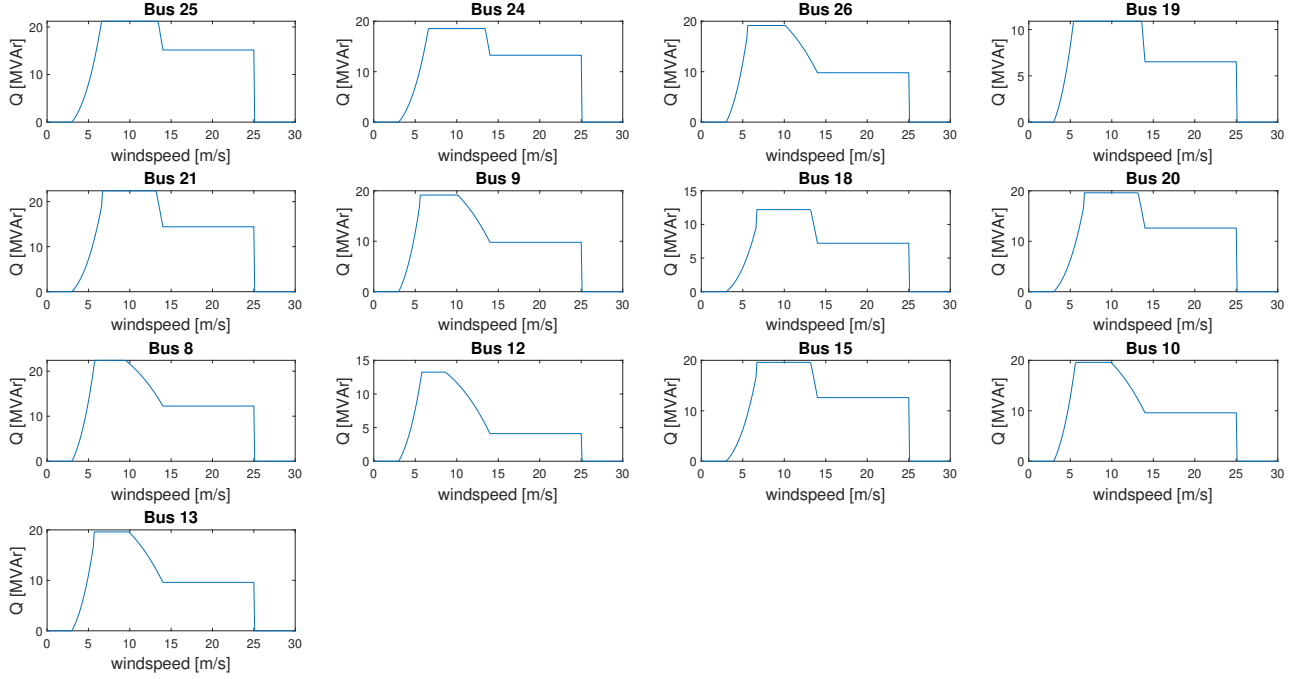 Bus 25
Q [MVAr]
20
10
0
0 5 10 15 20 25 30
windspeed [m/s]
Bus 24
Q [MVAr]
20
10
0
0 5 10 15 20 25 30
windspeed [m/s]
Bus 26
Q [MVAr]
20
10
0
0 5 10 15 20 25 30
windspeed [m/s]
Bus 19
Q [MVAr]
10
5
0
0 5 10 15 20 25 30
windspeed [m/s]
Bus 21
Q [MVAr]
20
10
0
0 5 10 15 20 25 30
windspeed [m/s]
Bus 9
Q [MVAr]
20
10
0
0 5 10 15 20 25 30
windspeed [m/s]
Bus 18
Q [MVAr]
15
10
5
0
0 5 10 15 20 25 30
windspeed [m/s]
Bus 20
Q [MVAr]
20
10
0
0 5 10 15 20 25 30
windspeed [m/s]
Bus 8
Q [MVAr]
20
10
0
0 5 10 15 20 25 30
windspeed [m/s]
Bus 12
Q [MVAr]
15
10
5
0
0 5 10 15 20 25 30
windspeed [m/s]
Bus 15
Q [MVAr]
20
10
0
0 5 10 15 20 25 30
windspeed [m/s]
Bus 10
Q [MVAr]
20
10
0
0 5 10 15 20 25 30
windspeed [m/s]
Bus 13
Q [MVAr]
20
10
0
0 5 10 15 20 25 30
windspeed [m/s]